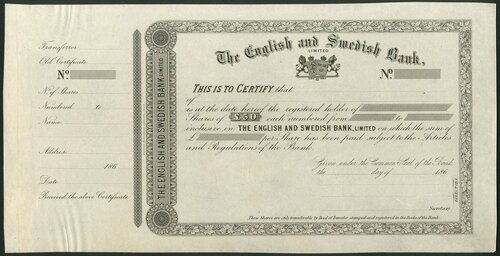 Transferror
Old Certificate
No
No. of Shares
Numbered to
Name
Address
186
Date
Received the above Certificate
THE ENGLISH AND SWEDISH BANK, LIMITED
The English and Swedish Bank,
LIMITED
No
THIS IS TO CERTIFY that
of
is at the date hereof the registered holder of
Shares of £50 each numbered from to
inclusive in THE ENGLISH AND SWEDISH BANK, LIMITED on which the sum of
£ per Share has been paid subject to the Articles
and Regulations of the Bank.
Given under the Common Seal of the Bank
the day of 186
Secretary
These Shares are only transferable by Deed of Transfer stamped and registered in the Books of the Bank.